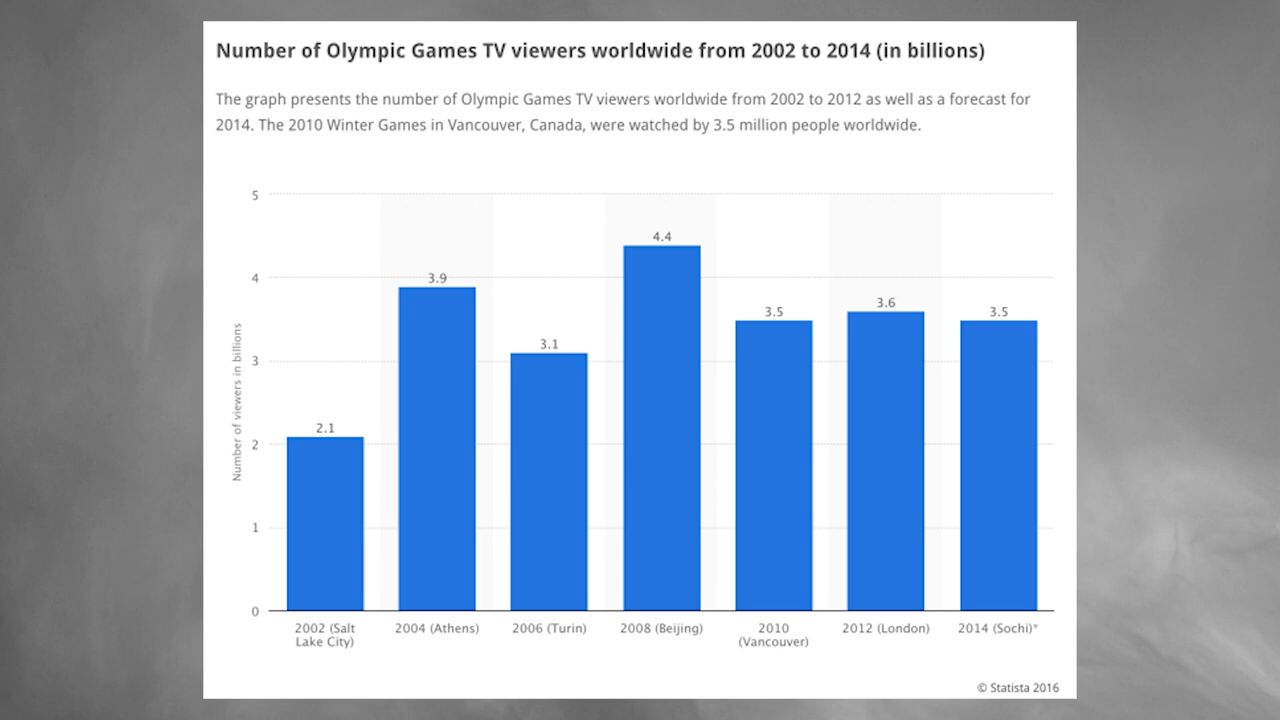 Number of Olympic Games TV viewers worldwide from 2002 to 2014 (in billions)
The graph presents the number of Olympic Games TV viewers worldwide from 2002 to 2012 as well as a forecast for
2014. The 2010 Winter Games in Vancouver, Canada, were watched by 3.5 million people worldwide.
Number of viewers in billions
5
4
3
2
1
0
2.1
3.9
3.1
4.4
3.5
3.6
3.5
2002 (Salt
Lake City)
2004 (Athens)
2006 (Turin)
2008 (Beijing)
2010
(Vancouver)
2012 (London)
2014 (Sochi)*
© Statista 2016